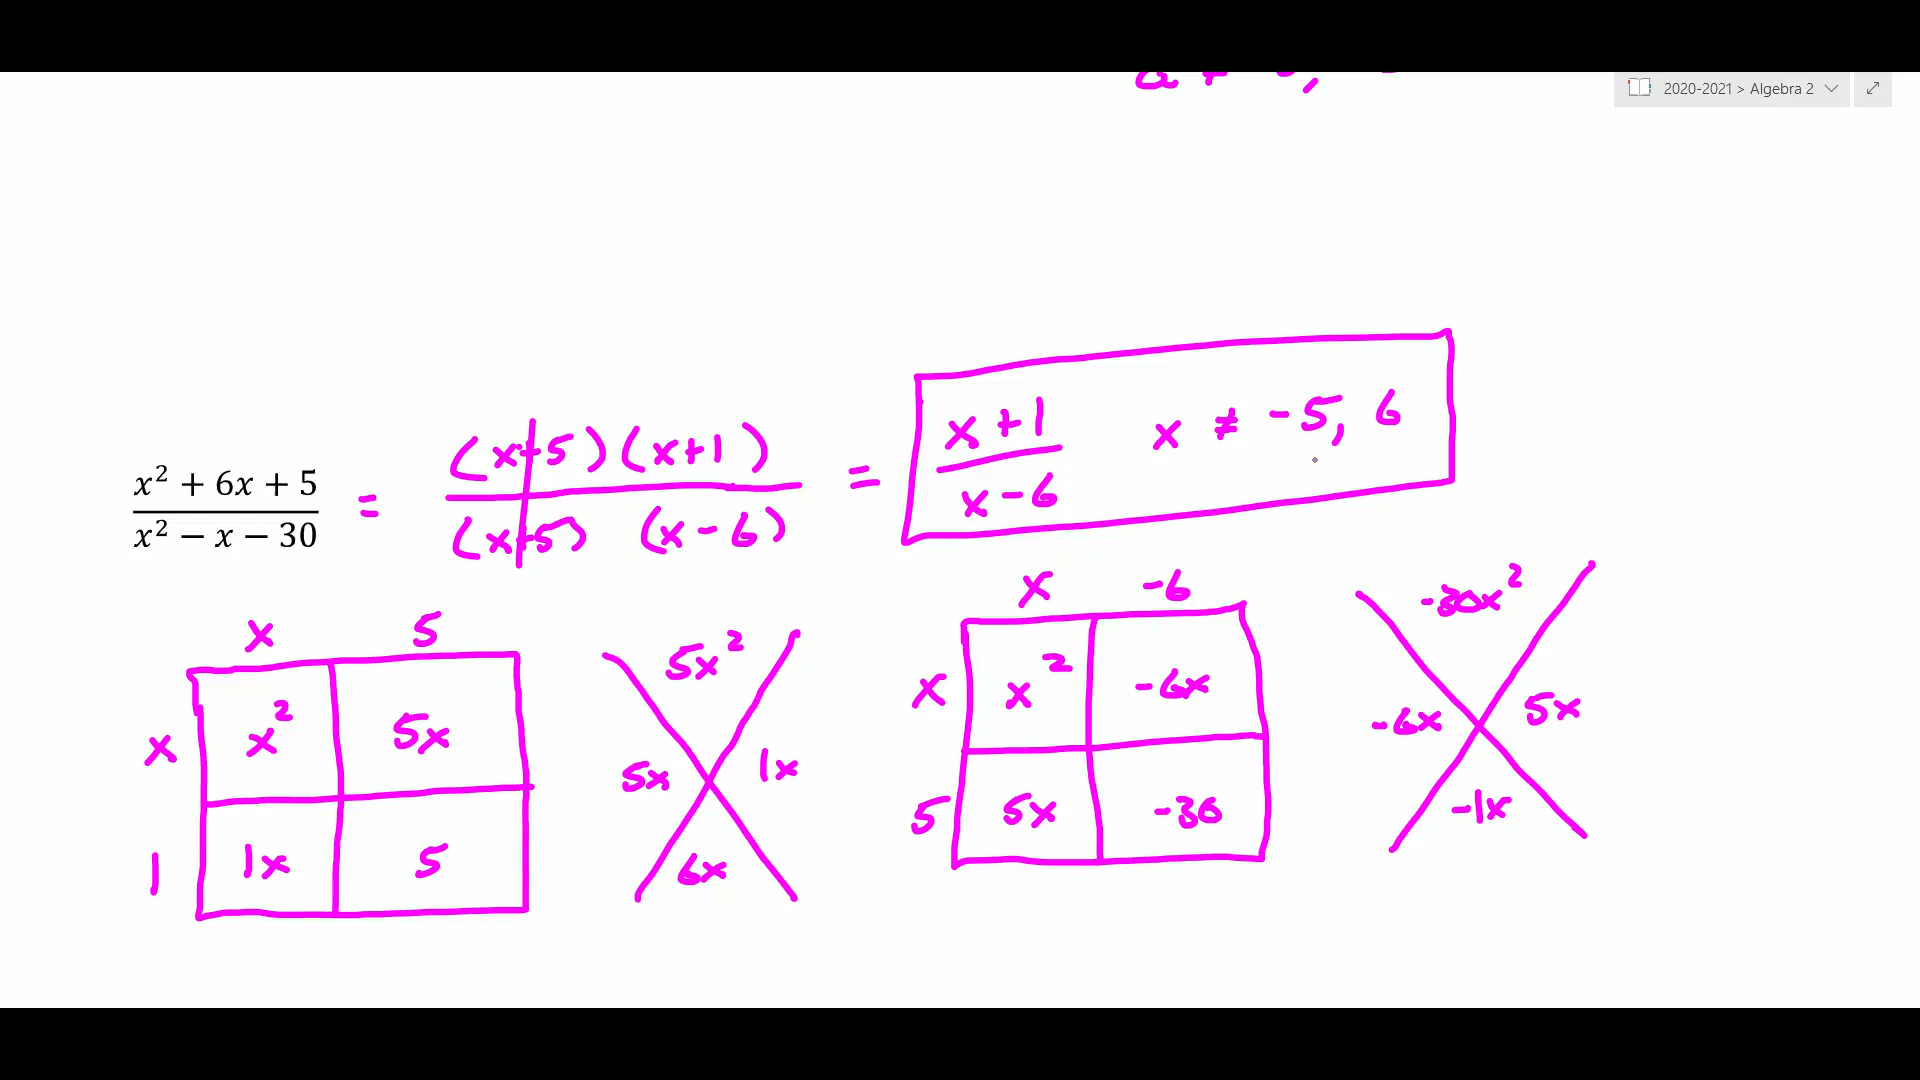 2020-2021 > Algebra 2
x² + 6x + 5 / x² − x − 30 = (x+5)(x+1) / (x+5) (x-6) = x+1 / x-6 x ≠ -5, 6
x 5
x x² 5x
1 1x 5
5x²
5x 1x
6x
x -6
x x² -6x
5 5x -30
-30x²
-6x 5x
-1x